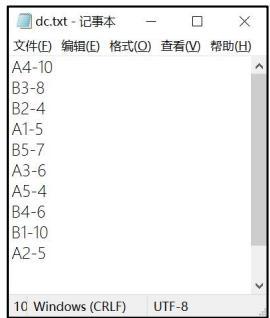 dc.txt - 记事本
文件(F) 编辑(E) 格式(O) 查看(V) 帮助(H)
A4-10
B3-8
B2-4
A1-5
B5-7
A3-6
A5-4
B4-6
B1-10
A2-5
10 Windows (CRLF) UTF-8